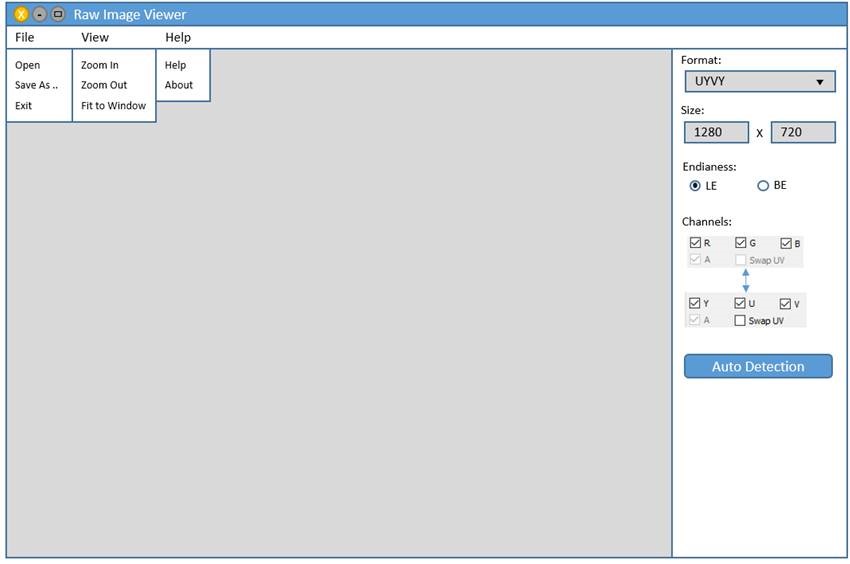 X Raw Image Viewer
File View Help
Open
Save As ..
Exit
Zoom In
Zoom Out
Fit to Window
Help
About
Format:
UYVY
Size:
1280 X 720
Endianess:
LE BE
Channels:
R G B
A Swap UV
Y U V
A Swap UV
Auto Detection